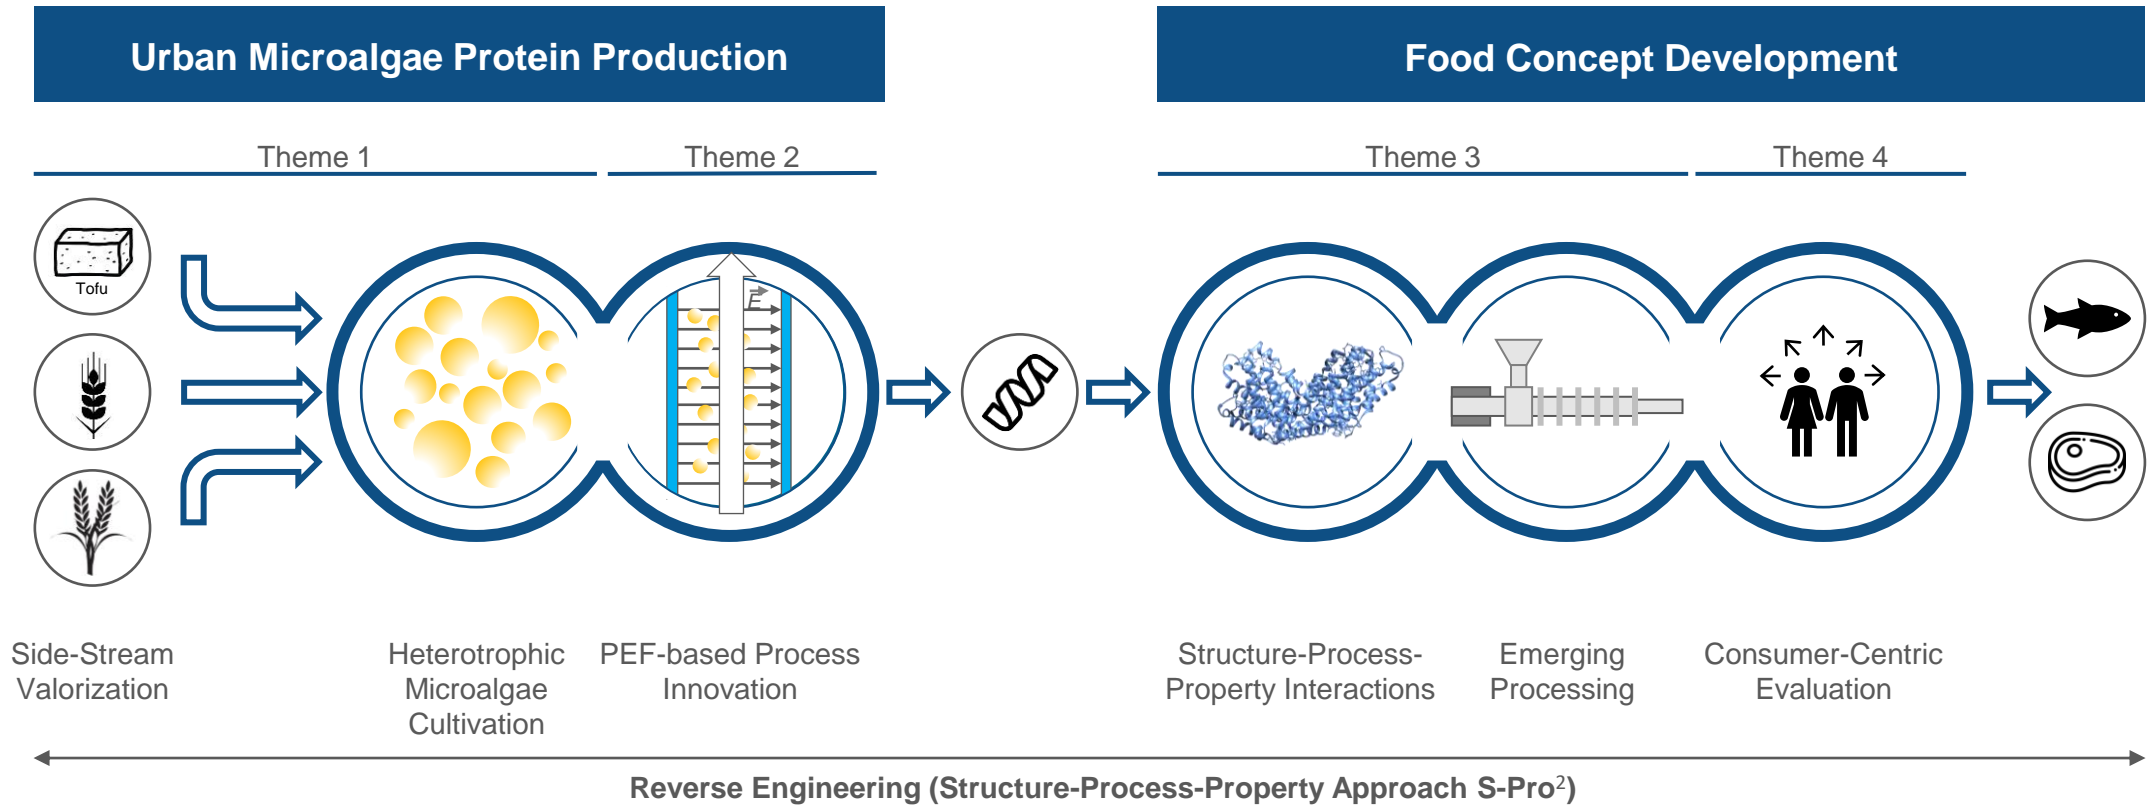 Urban Microalgae Protein Production
Food Concept Development
Theme 1
Theme 2
Theme 3
Theme 4
Tofu
E
Side-Stream
Valorization
Heterotrophic
Microalgae
Cultivation
PEF-based Process
Innovation
Structure-Process-
Property Interactions
Emerging
Processing
Consumer-Centric
Evaluation
Reverse Engineering (Structure-Process-Property Approach S-Pro²)